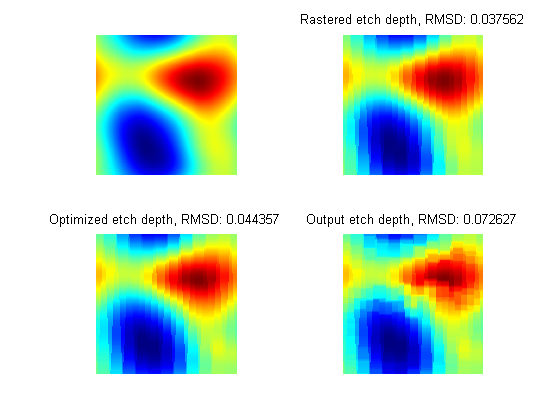 Rastered etch depth, RMSD: 0.037562
Optimized etch depth, RMSD: 0.044357
Output etch depth, RMSD: 0.072627